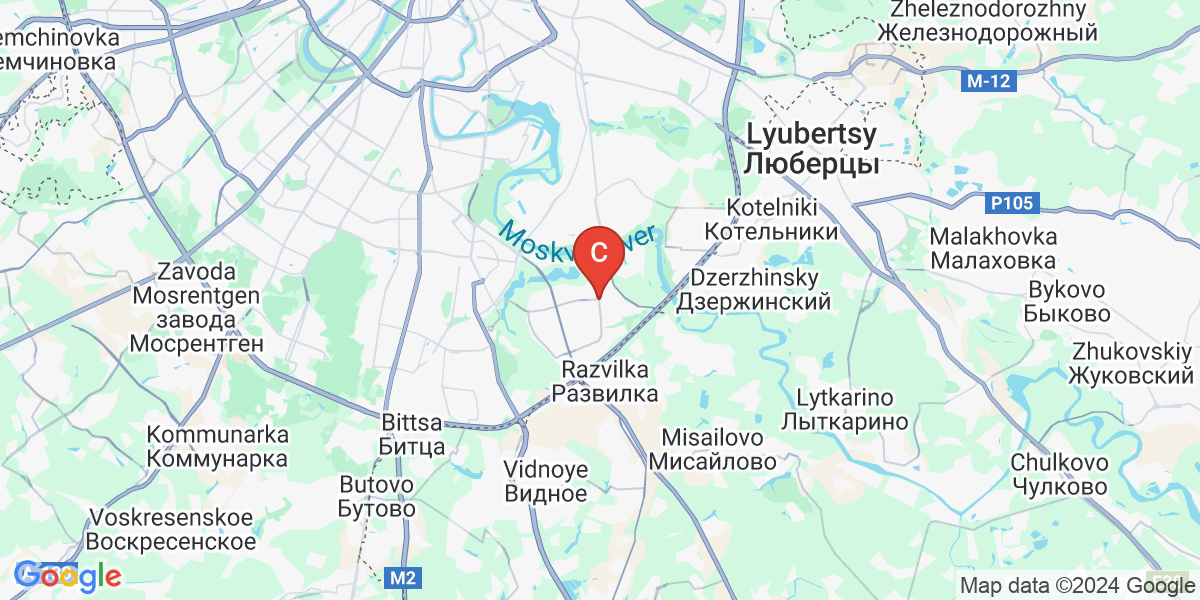 Zheleznodorozhny
Железнодорожный
emchinovka
емчиновка
M-12
Lyubertsy
Люберцы
P105
Kotelniki
Котельники
Malakhovka
Малаховка
Moskv ver
C
Zavoda
Mosrentgen
завода
Мосрентген
Dzerzhinsky
Дзержинский
Bykovo
Быково
Zhukovskiy
Жуковский
Razvilka
Развилка
Lytkarino
Лыткарино
Bittsa
Битца
Kommunarka
Коммунарка
Misailovo
Мисайлово
Vidnoye
Видное
Chulkovo
Чулково
Butovo
Бутово
Voskresenskoe
Воскресенское
Google
M2
Map data ©2024 Google